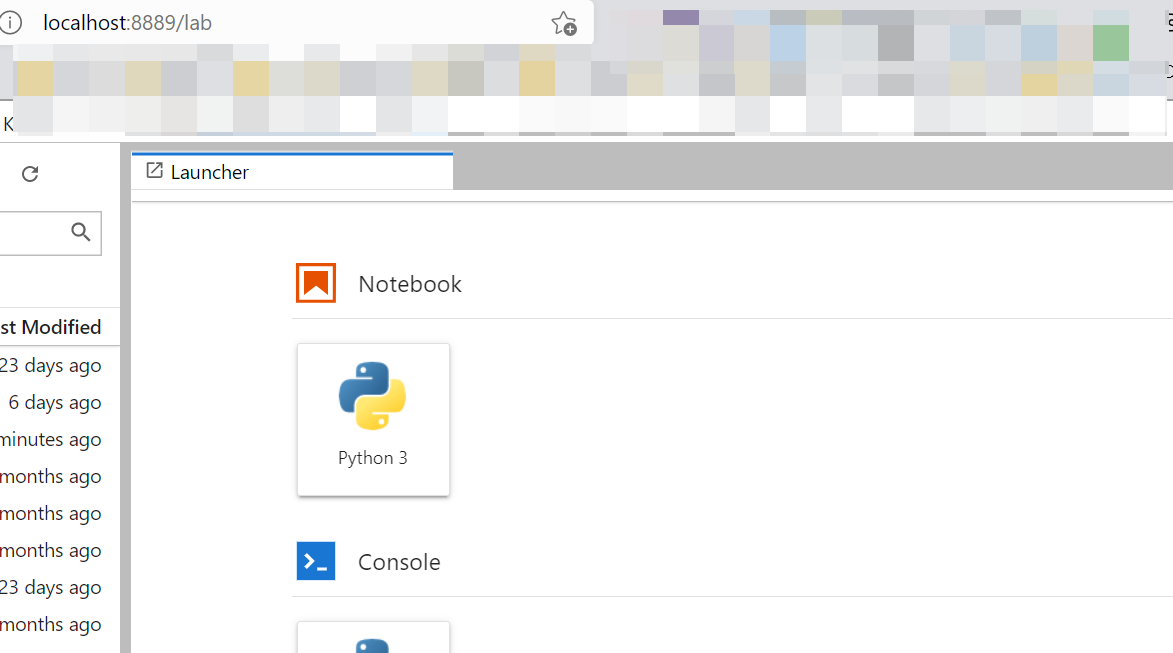 localhost:8889/lab
K
Launcher
Notebook
st Modified
23 days ago
6 days ago
minutes ago
months ago
months ago
months ago
23 days ago
months ago
Python 3
Console